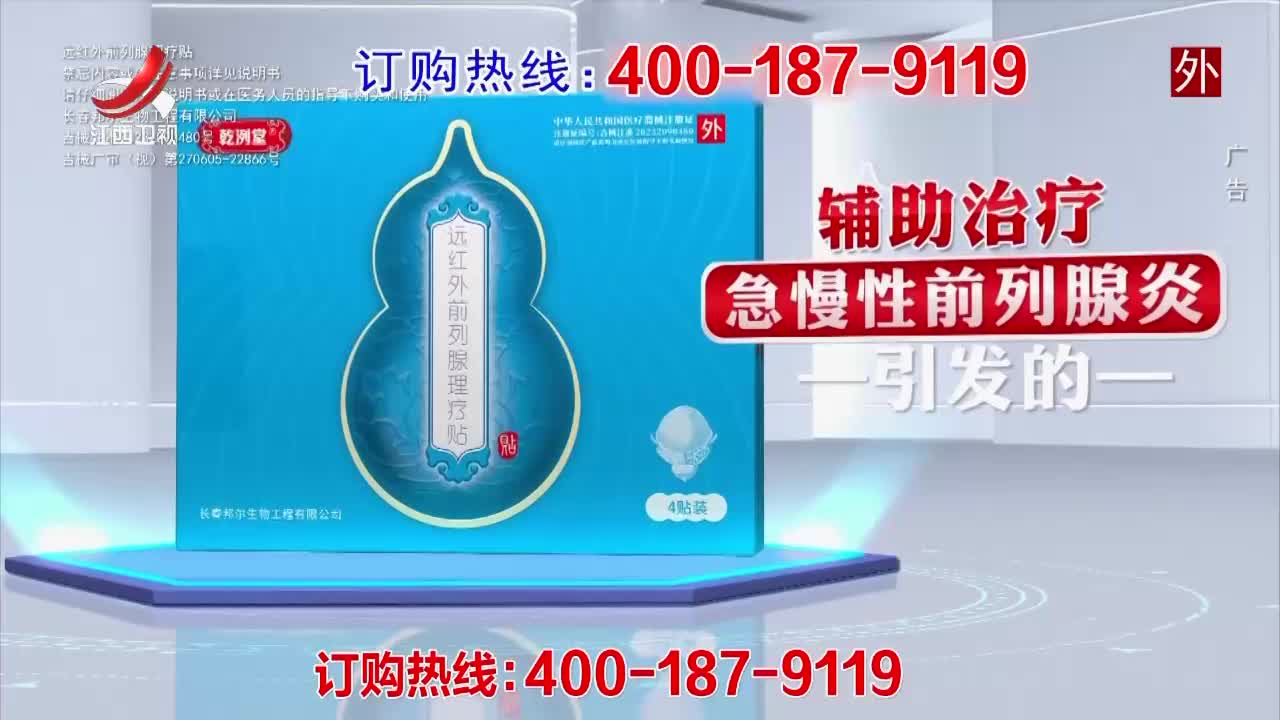 远红外前列腺理疗贴
订购热线:400-187-9119
外
江西卫视
长春邦尔生物工程有限公司
吉械广审(视)第270605-22866号
广告
乾冽堂
中华人民共和国医疗器械注册证
外
远红外前列腺理疗贴
貼
4贴装
长春邦尔生物工程有限公司
辅助治疗
急慢性前列腺炎
引发的
订购热线:400-187-9119